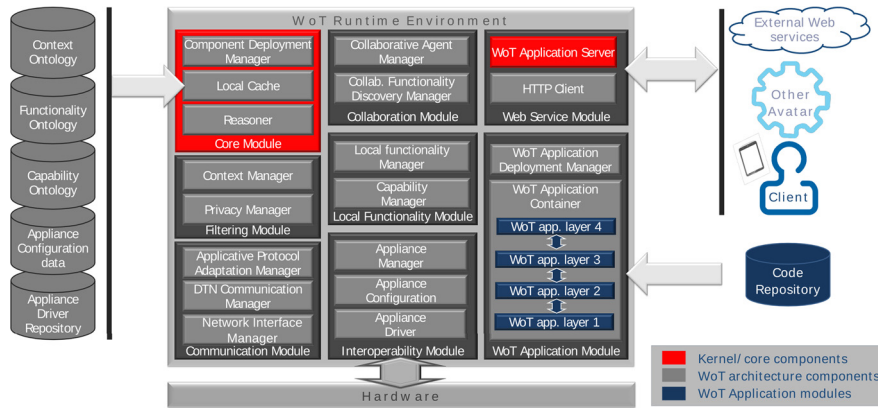 WoT Runtime Environment
Context
Ontology
Functionality
Ontology
Capability
Ontology
Appliance
Configuration
data
Appliance
Driver
Repository
Component Deployment
Manager
Local Cache
Reasoner
Core Module
Context Manager
Privacy Manager
Filtering Module
Applicative Protocol
Adaptation Manager
DTN Communication
Manager
Network Interface
Manager
Communication Module
Collaborative Agent
Manager
Collab. Functionality
Discovery Manager
Collaboration Module
Local functionality
Manager
Capability
Manager
Local Functionality Module
Appliance
Manager
Appliance
Configuration
Appliance
Driver
Interoperability Module
WoT Application Server
HTTP Client
Web Service Module
WoT Application
Deployment Manager
WoT Application
Container
WoT app. layer 4
WoT app. layer 3
WoT app. layer 2
WoT app. layer 1
WoT Application Module
Hardware
External Web
services
Other
Avatar
Client
Code
Repository
Kernel/ core components
WoT architecture components
WoT Application modules